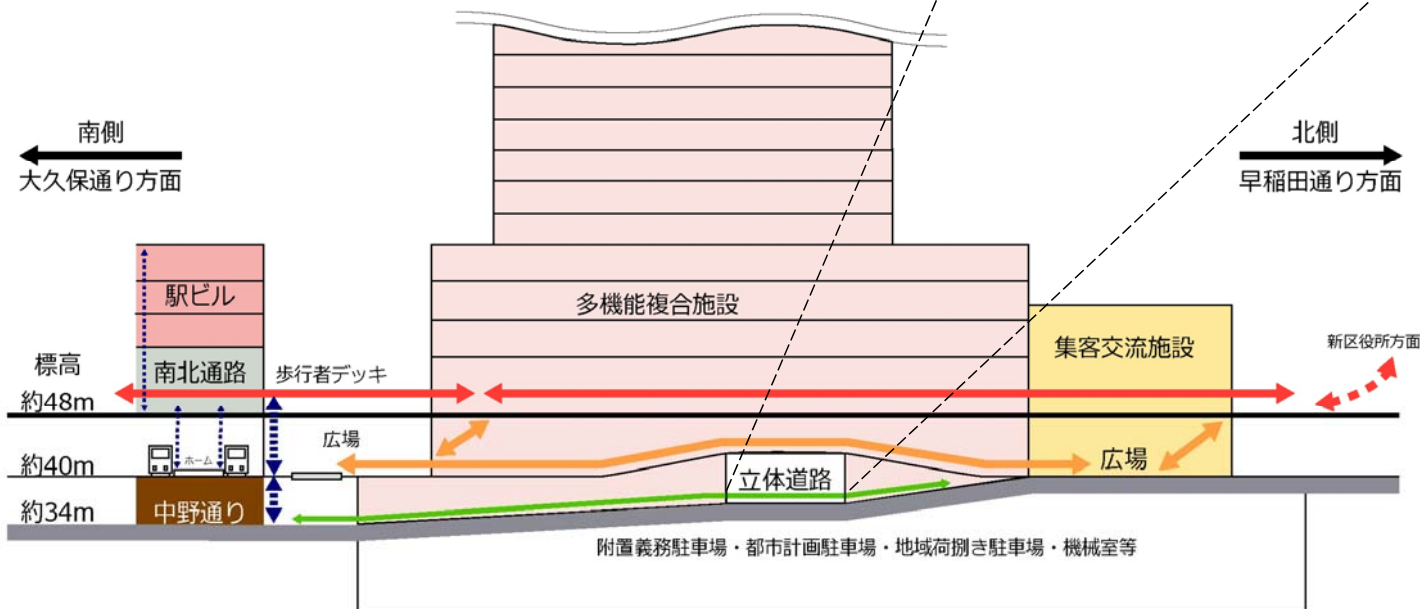 南側
大久保通り方面
北側
早稲田通り方面
駅ビル
多機能複合施設
集客交流施設
新区役所方面
標高
南北通路
歩行者デッキ
約48m
広場
ホーム
約40m
広場
立体道路
約34m
中野通り
附置義務駐車場・都市計画駐車場・地域荷捌き駐車場・機械室等